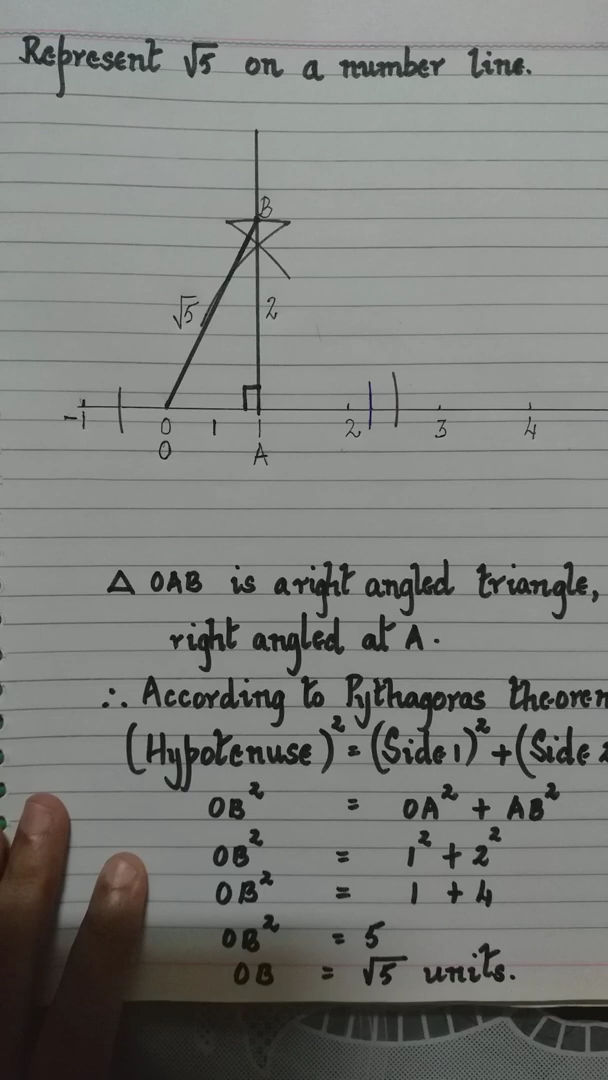 Represent √5 on a number line.
B
√5 2
-1 0 1 1 2 3 4
O A
△ OAB is a right angled triangle,
right angled at A.
∴ According to Pythagoras theorem
(Hypotenuse)² = (Side 1)² + (Side 2
OB² = OA² + AB²
OB² = 1² + 2²
OB² = 1 + 4
OB² = 5
OB = √5 units.